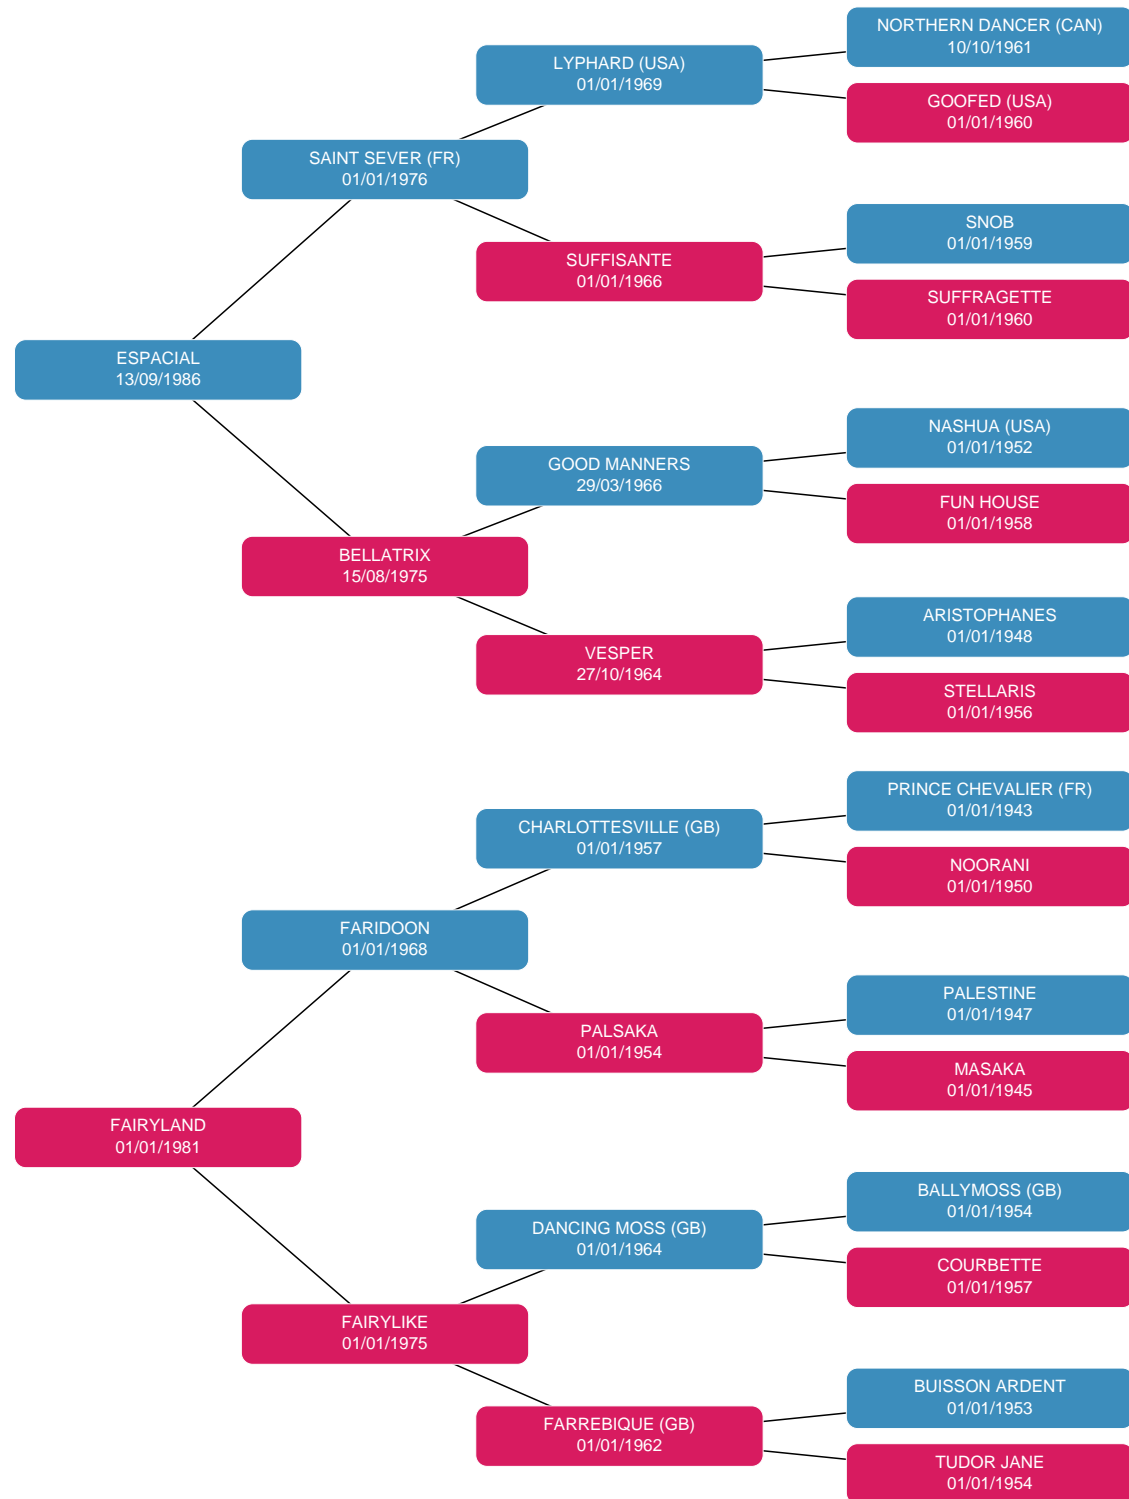 NORTHERN DANCER (CAN)
10/10/1961
LYPHARD (USA)
01/01/1969
GOOFED (USA)
01/01/1960
SAINT SEVER (FR)
01/01/1976
SNOB
01/01/1959
SUFFISANTE
01/01/1966
SUFFRAGETTE
01/01/1960
ESPACIAL
13/09/1986
NASHUA (USA)
01/01/1952
GOOD MANNERS
29/03/1966
FUN HOUSE
01/01/1958
BELLATRIX
15/08/1975
ARISTOPHANES
01/01/1948
VESPER
27/10/1964
STELLARIS
01/01/1956
PRINCE CHEVALIER (FR)
01/01/1943
CHARLOTTESVILLE (GB)
01/01/1957
NOORANI
01/01/1950
FARIDOON
01/01/1968
PALESTINE
01/01/1947
PALSAKA
01/01/1954
MASAKA
01/01/1945
FAIRYLAND
01/01/1981
BALLYMOSS (GB)
01/01/1954
DANCING MOSS (GB)
01/01/1964
COURBETTE
01/01/1957
FAIRYLIKE
01/01/1975
BUISSON ARDENT
01/01/1953
FARREBIQUE (GB)
01/01/1962
TUDOR JANE
01/01/1954